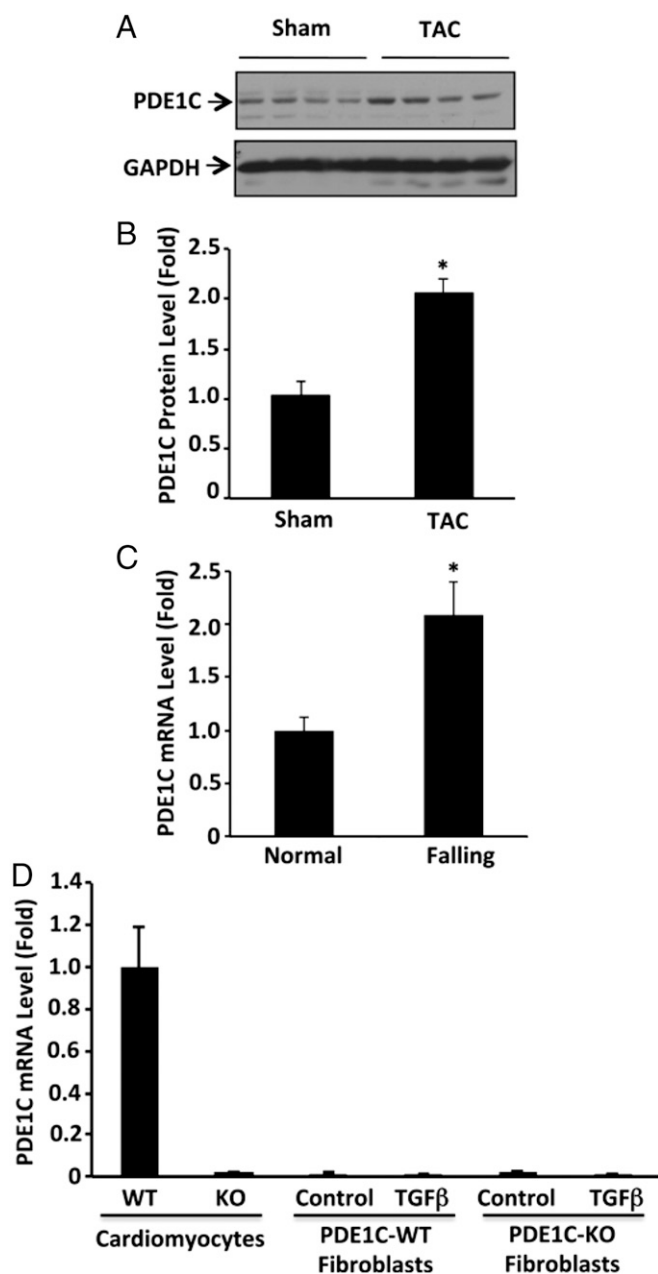 A
Sham TAC
PDE1C
GAPDH
B
PDE1C Protein Level (Fold)
2.5
2.0
1.5
1.0
0.5
0
*
Sham TAC
C
PDE1C mRNA Level (Fold)
2.5
2.0
1.5
1.0
0.5
0
*
Normal Falling
D
PDE1C mRNA Level (Fold)
1.4
1.2
1.0
0.8
0.6
0.4
0.2
0
WT KO Control TGFβ Control TGFβ
Cardiomyocytes PDE1C-WT PDE1C-KO
Fibroblasts Fibroblasts